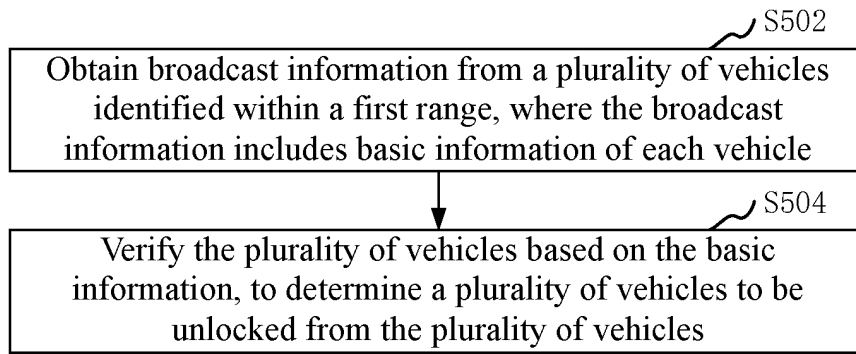 S502
Obtain broadcast information from a plurality of vehicles
identified within a first range, where the broadcast
information includes basic information of each vehicle
S504
Verify the plurality of vehicles based on the basic
information, to determine a plurality of vehicles to be
unlocked from the plurality of vehicles